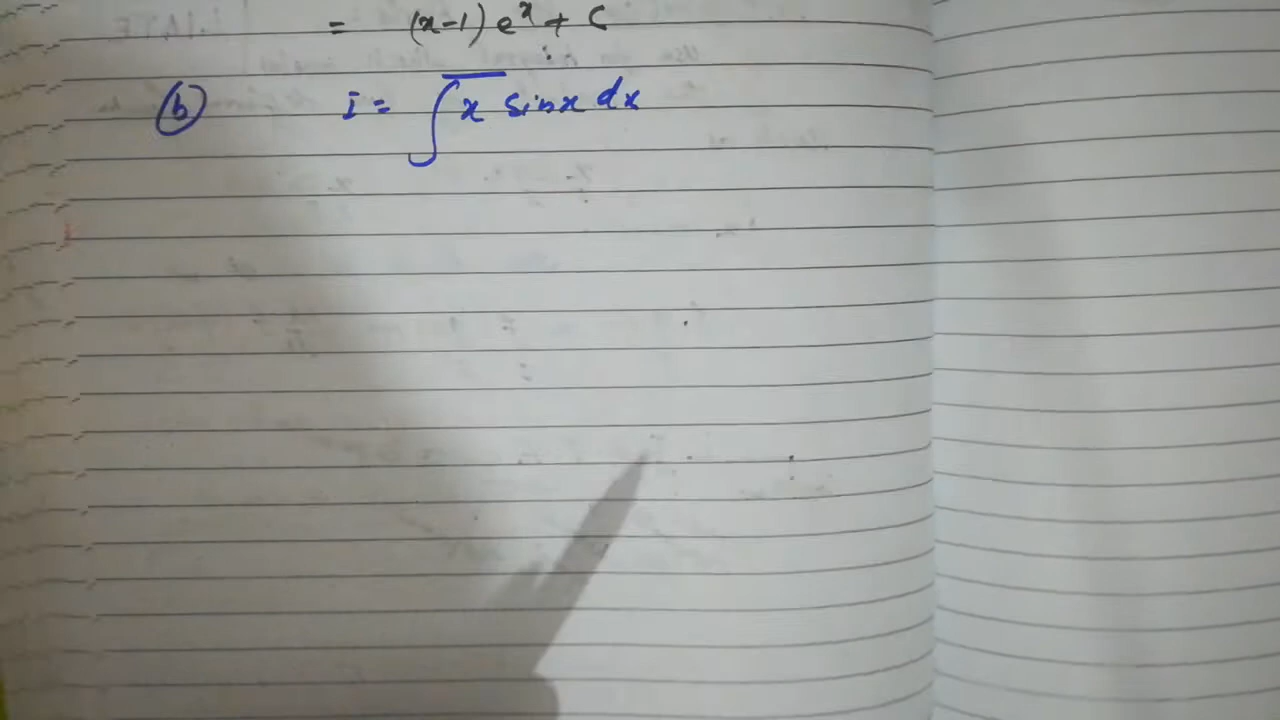 = (x-1) e^x + C
(b) I = ∫ x sinx dx